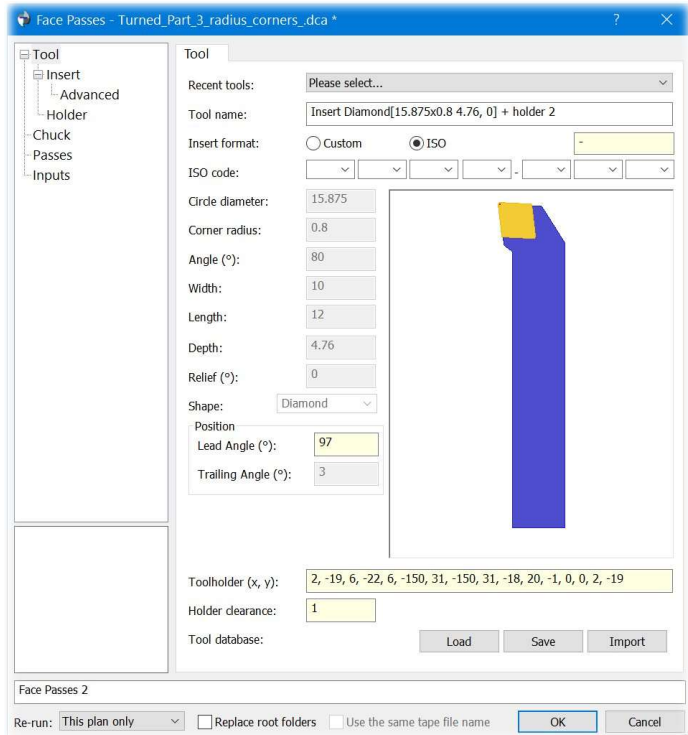 Face Passes - Turned_Part_3_radius_corners_.dca *
?
Tool
Insert
Advanced
Holder
Chuck
Passes
Inputs
Tool
Recent tools: Please select...
Tool name: Insert Diamond[15.875x0.8 4.76, 0] + holder 2
Insert format: Custom ISO -
ISO code: -
Circle diameter: 15.875
Corner radius: 0.8
Angle (º): 80
Width: 10
Length: 12
Depth: 4.76
Relief (º): 0
Shape: Diamond
Position
Lead Angle (º): 97
Trailing Angle (º): 3
Toolholder (x, y): 2, -19, 6, -22, 6, -150, 31, -150, 31, -18, 20, -1, 0, 0, 2, -19
Holder clearance: 1
Tool database: Load Save Import
Face Passes 2
Re-run: This plan only Replace root folders Use the same tape file name OK Cancel